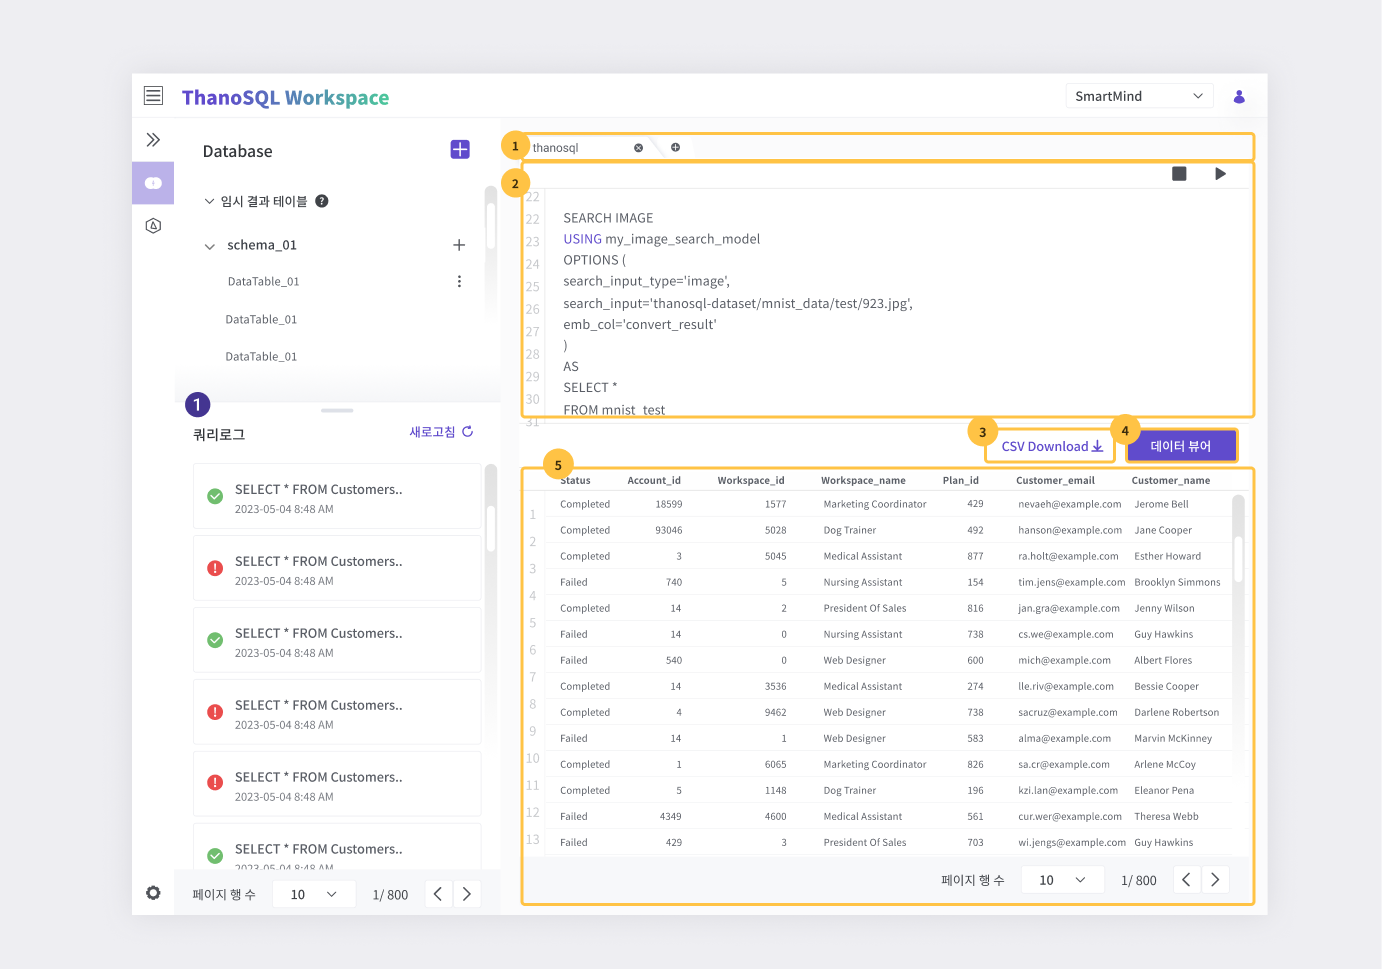 ThanoSQL Workspace
SmartMind
Database
임시 결과 테이블 ?
schema_01
DataTable_01
DataTable_01
DataTable_01
1
쿼리로그
새로고침
SELECT * FROM Customers..
2023-05-04 8:48 AM
SELECT * FROM Customers..
2023-05-04 8:48 AM
SELECT * FROM Customers..
2023-05-04 8:48 AM
SELECT * FROM Customers..
2023-05-04 8:48 AM
SELECT * FROM Customers..
2023-05-04 8:48 AM
SELECT * FROM Customers..
2023-05-04 8:48 AM
페이지 행 수 10 1/ 800
1
thanosql
2
22
22 SEARCH IMAGE
23 USING my_image_search_model
24 OPTIONS (
25 search_input_type='image',
26 search_input='thanosql-dataset/mnist_data/test/923.jpg',
27 emb_col='convert_result'
28 )
29 AS
30 SELECT *
31 FROM mnist_test
3
CSV Download
4
데이터 뷰어
5
Status Account_id Workspace_id Workspace_name Plan_id Customer_email Customer_name
1 Completed 18599 1577 Marketing Coordinator 429 nevaeh@example.com Jerome Bell
2 Completed 93046 5028 Dog Trainer 492 hanson@example.com Jane Cooper
3 Completed 3 5045 Medical Assistant 877 ra.holt@example.com Esther Howard
4 Failed 740 5 Nursing Assistant 154 tim.jens@example.com Brooklyn Simmons
5 Completed 14 2 President Of Sales 816 jan.gra@example.com Jenny Wilson
6 Failed 14 0 Nursing Assistant 738 cs.we@example.com Guy Hawkins
7 Failed 540 0 Web Designer 600 mich@example.com Albert Flores
8 Completed 14 3536 Medical Assistant 274 lle.riv@example.com Bessie Cooper
9 Completed 4 9462 Web Designer 738 sacruz@example.com Darlene Robertson
10 Failed 14 1 Web Designer 583 alma@example.com Marvin McKinney
11 Completed 1 6065 Marketing Coordinator 826 sa.cr@example.com Arlene McCoy
12 Completed 5 1148 Dog Trainer 196 kzi.lan@example.com Eleanor Pena
13 Failed 4349 4600 Medical Assistant 561 cur.wer@example.com Theresa Webb
Failed 429 3 President Of Sales 703 wi.jengs@example.com Guy Hawkins
페이지 행 수 10 1/ 800